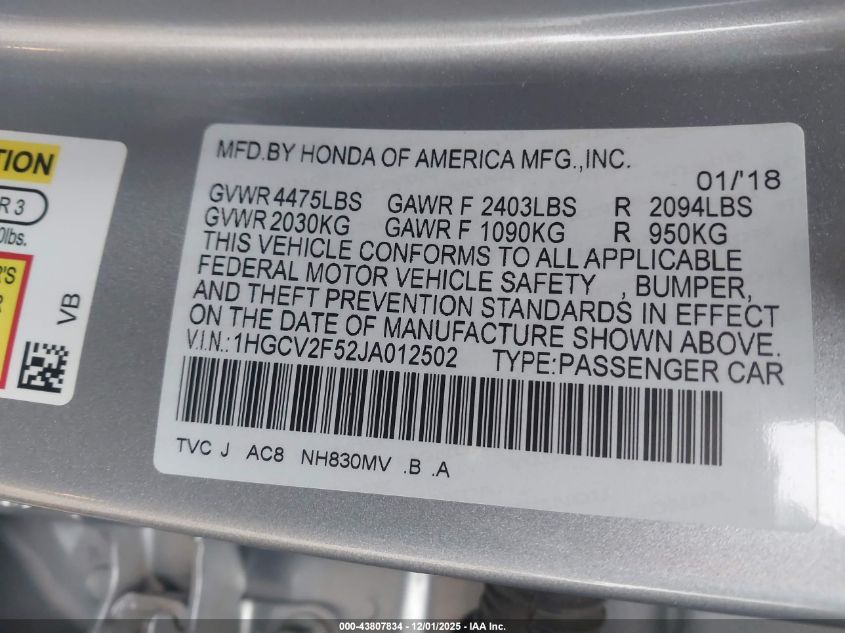 TION
R 3
0lbs.
R'S
R
VB
MFD.BY HONDA OF AMERICA MFG.,INC.
01/'18
GVWR 4475LBS GAWR F 2403LBS R 2094LBS
GVWR 2030KG GAWR F 1090KG R 950KG
THIS VEHICLE CONFORMS TO ALL APPLICABLE
FEDERAL MOTOR VEHICLE SAFETY , BUMPER,
AND THEFT PREVENTION STANDARDS IN EFFECT
ON THE DATE OF MANUFACTURE SHOWN ABOVE.
V.I.N.:1HGCV2F52JA012502 TYPE:PASSENGER CAR
TVC J AC8 NH830MV .B .A
000-43807834 - 12/01/2025 - IAA Inc.